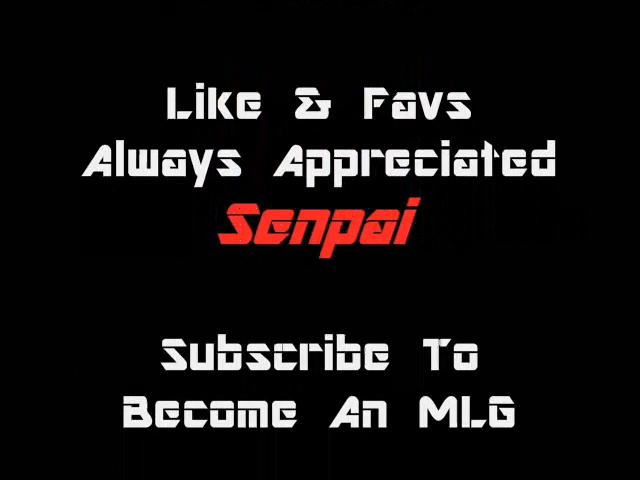 Like & Favs
Always Appreciated
Senpai
Subscribe To
Become An MLG